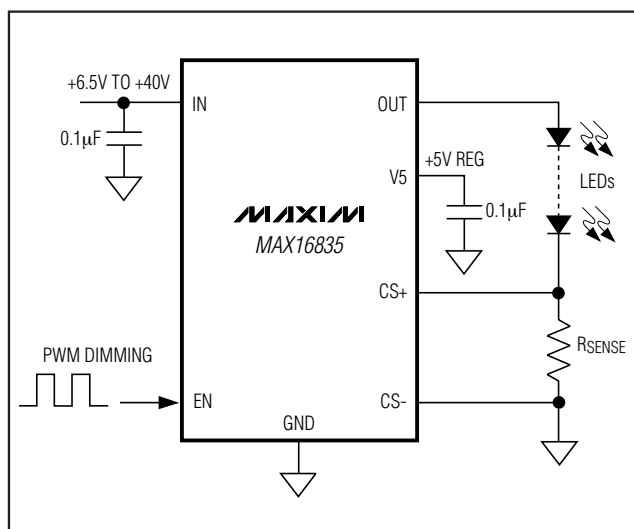 +6.5V TO +40V
IN
OUT
0.1µF
LEDs
+5V REG
V5
0.1µF
MAXIM
MAX16835
CS+
RSENSE
PWM DIMMING
EN
CS-
GND